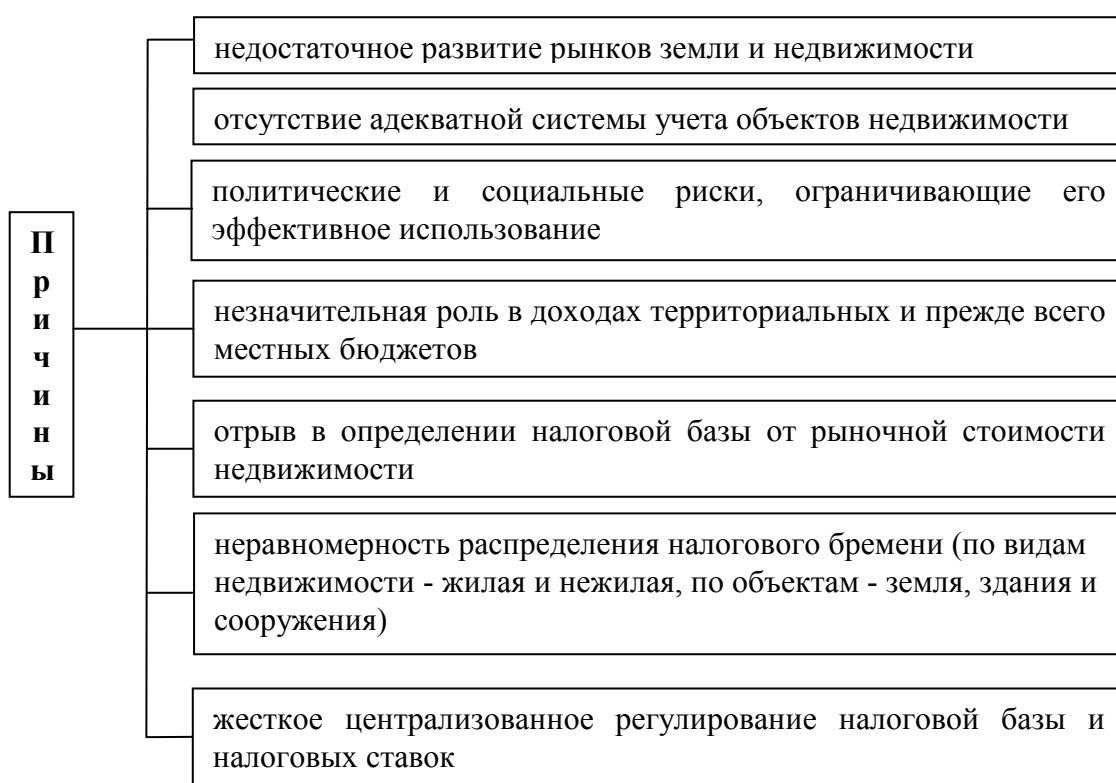 Причины
недостаточное развитие рынков земли и недвижимости
отсутствие адекватной системы учета объектов недвижимости
политические и социальные риски, ограничивающие его
эффективное использование
незначительная роль в доходах территориальных и прежде всего
местных бюджетов
отрыв в определении налоговой базы от рыночной стоимости
недвижимости
неравномерность распределения налогового бремени (по видам
недвижимости - жилая и нежилая, по объектам - земля, здания и
сооружения)
жесткое централизованное регулирование налоговой базы и
налоговых ставок